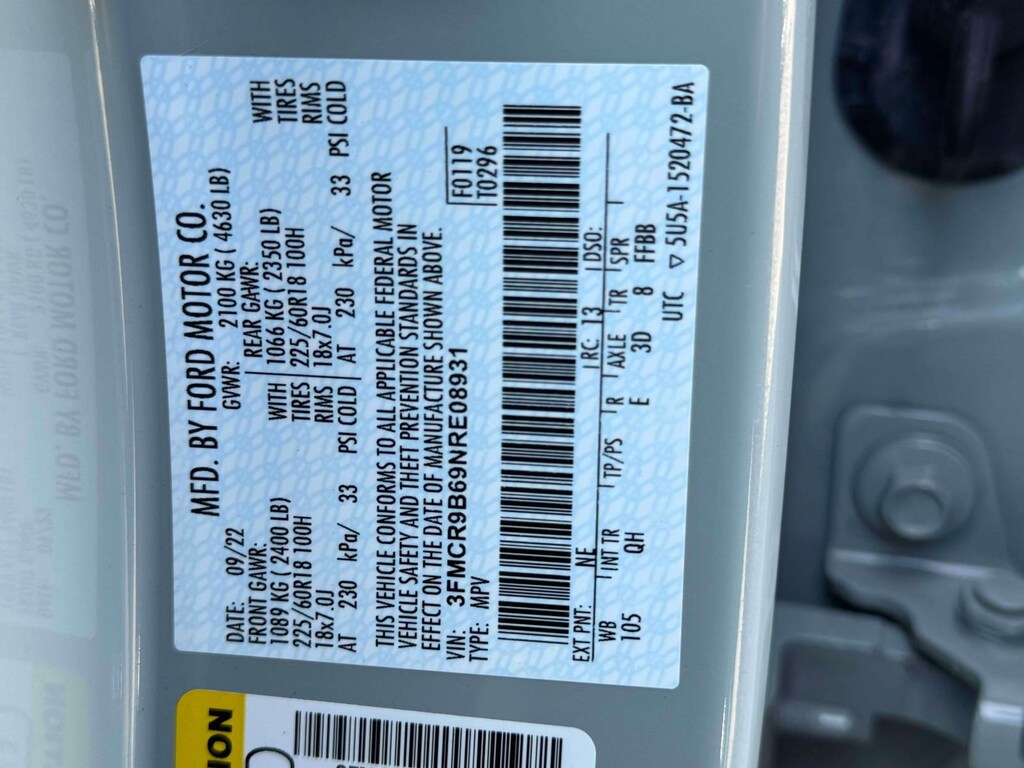 MFD. BY FORD MOTOR CO.
DATE: 09/22 GVWR: 2100 KG ( 4630 LB)
FRONT GAWR: REAR GAWR:
1089 KG ( 2400 LB) WITH 1066 KG ( 2350 LB) WITH
225/60R18 100H TIRES 225/60R18 100H TIRES
18x7.0J RIMS 18x7.0J RIMS
AT 230 kPa/ 33 PSI COLD AT 230 kPa/ 33 PSI COLD
THIS VEHICLE CONFORMS TO ALL APPLICABLE FEDERAL MOTOR
VEHICLE SAFETY AND THEFT PREVENTION STANDARDS IN
EFFECT ON THE DATE OF MANUFACTURE SHOWN ABOVE.
VIN: 3FMCR9B69NRE08931 F0119
TYPE: MPV T0296
EXT PNT: NE RC: 13 DSO:
WB INT TR TP/PS R AXLE TR SPR
105 QH E 3D 8 FFBB
UTC ▽ 5U5A-1520472-BA